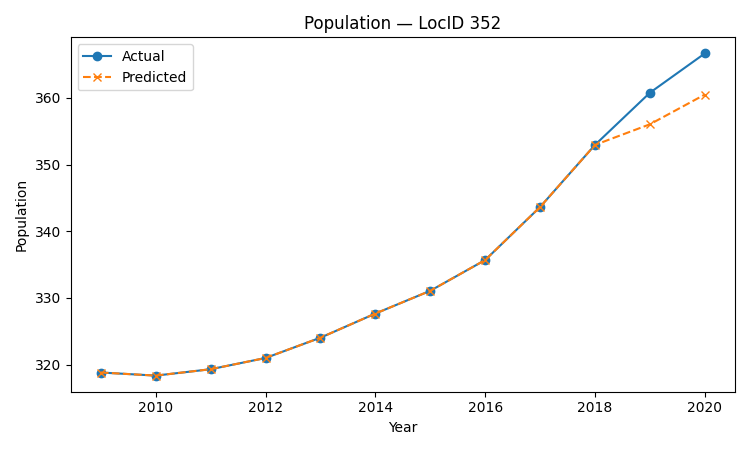 Population — LocID 352
Actual
Predicted
Population
360
350
340
330
320
2010 2012 2014 2016 2018 2020
Year